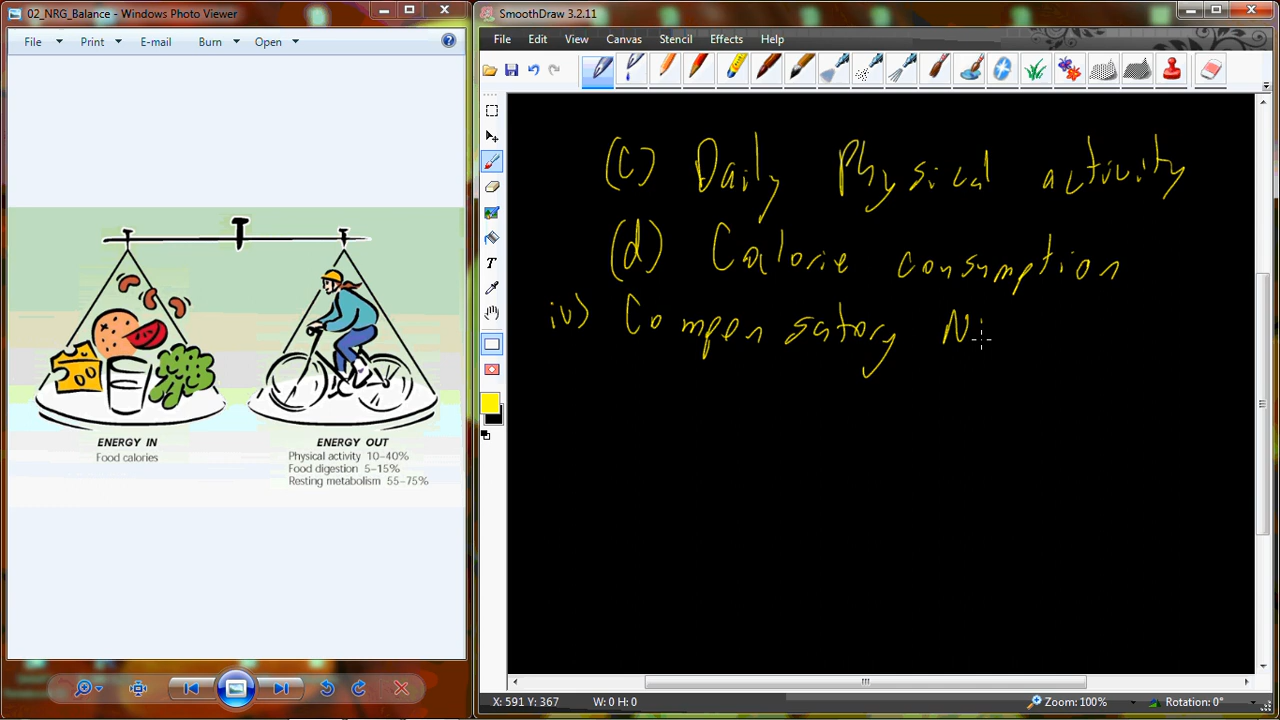 02_NRG_Balance - Windows Photo Viewer
File Print E-mail Burn Open
ENERGY IN
Food calories
ENERGY OUT
Physical activity 10–40%
Food digestion 5–15%
Resting metabolism 55–75%
SmoothDraw 3.2.11
File Edit View Canvas Stencil Effects Help
(c) Daily Physical activity
(d) Calorie consumption
iv) Compensatory Ni
X: 591 Y: 367 W: 0 H: 0 Zoom: 100% Rotation: 0°